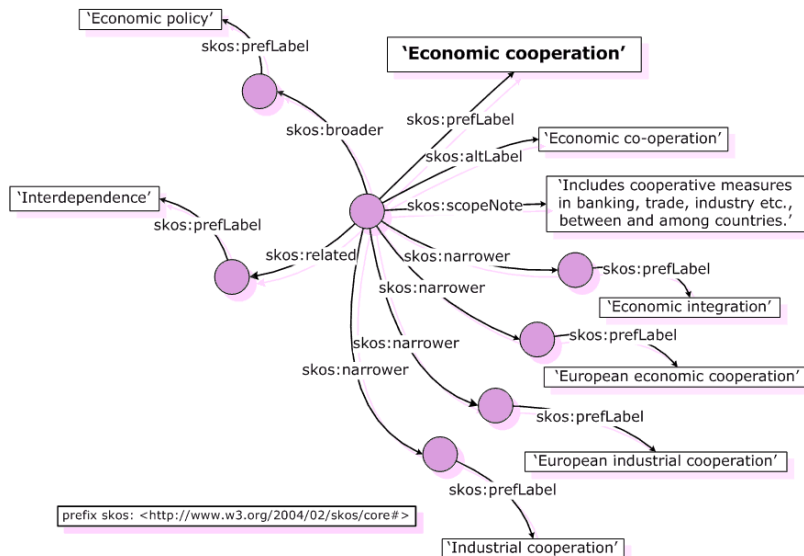 ‘Economic policy’
skos:prefLabel
‘Economic cooperation’
skos:broader
skos:prefLabel
‘Economic co-operation’
skos:altLabel
‘Interdependence’
skos:scopeNote
‘Includes cooperative measures
in banking, trade, industry etc.,
between and among countries.’
skos:prefLabel
skos:related
skos:narrower
skos:prefLabel
‘Economic integration’
skos:narrower
skos:prefLabel
‘European economic cooperation’
skos:narrower
skos:prefLabel
‘European industrial cooperation’
skos:narrower
skos:prefLabel
‘Industrial cooperation’
prefix skos: <http://www.w3.org/2004/02/skos/core#>